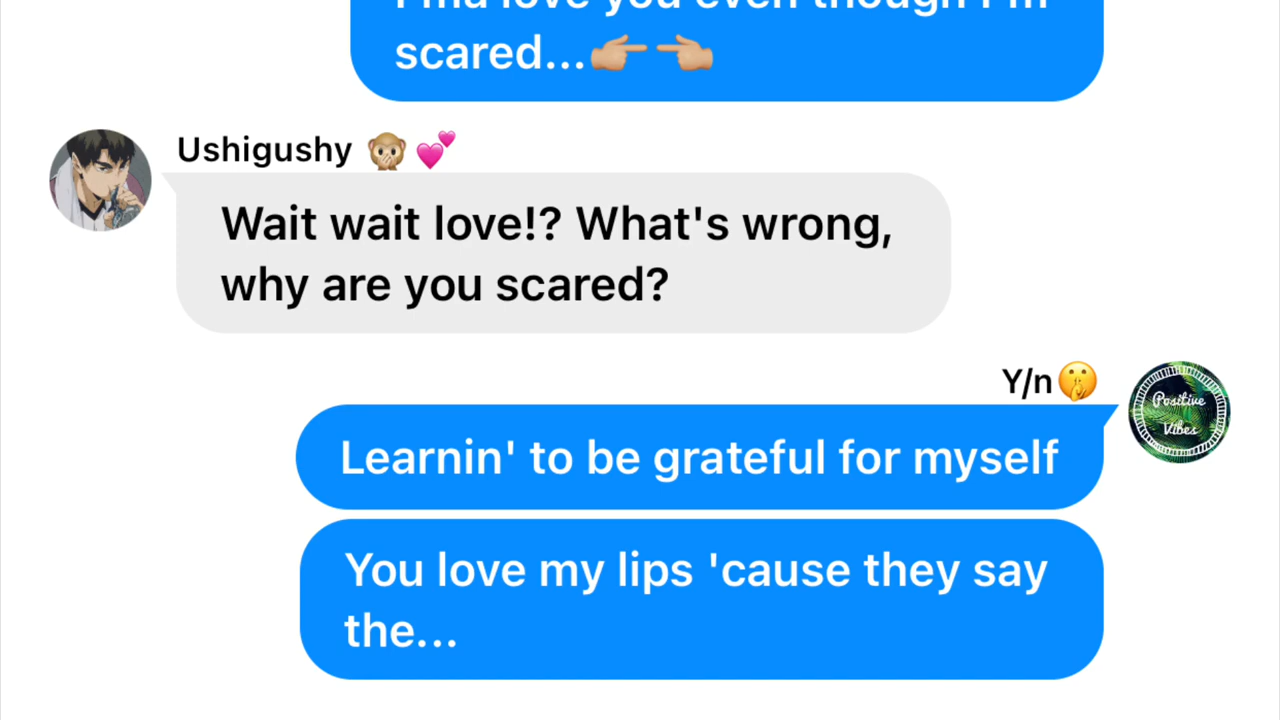 I'ma love you even though I'm
scared...👉🏼👈🏼
Ushigushy 🙊 💕
Wait wait love!? What's wrong,
why are you scared?
Y/n🤫
Positive
Vibes
Learnin' to be grateful for myself
You love my lips 'cause they say
the...